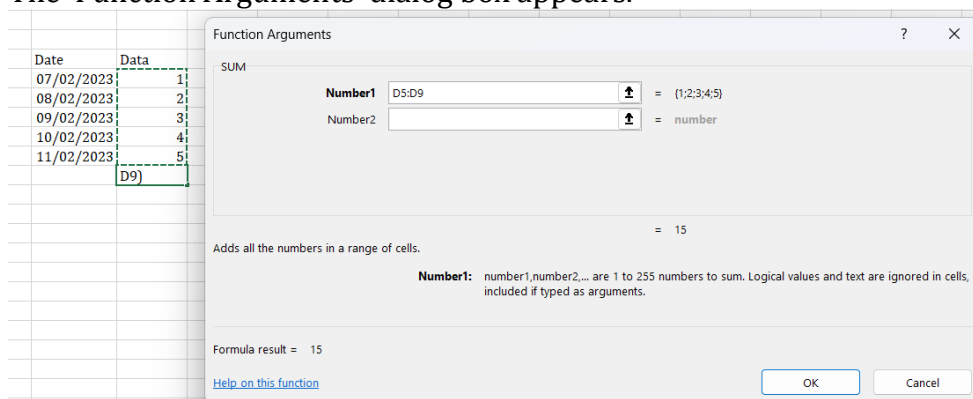 The 'Function Arguments' dialog box appears.
Function Arguments ? ×
SUM
Date Data
07/02/2023 1
08/02/2023 2
09/02/2023 3
10/02/2023 4
11/02/2023 5
D9)
Number1 D5:D9 = {1;2;3;4;5}
Number2 = number
= 15
Adds all the numbers in a range of cells.
Number1: number1,number2,... are 1 to 255 numbers to sum. Logical values and text are ignored in cells,
included if typed as arguments.
Formula result = 15
Help on this function
OK Cancel